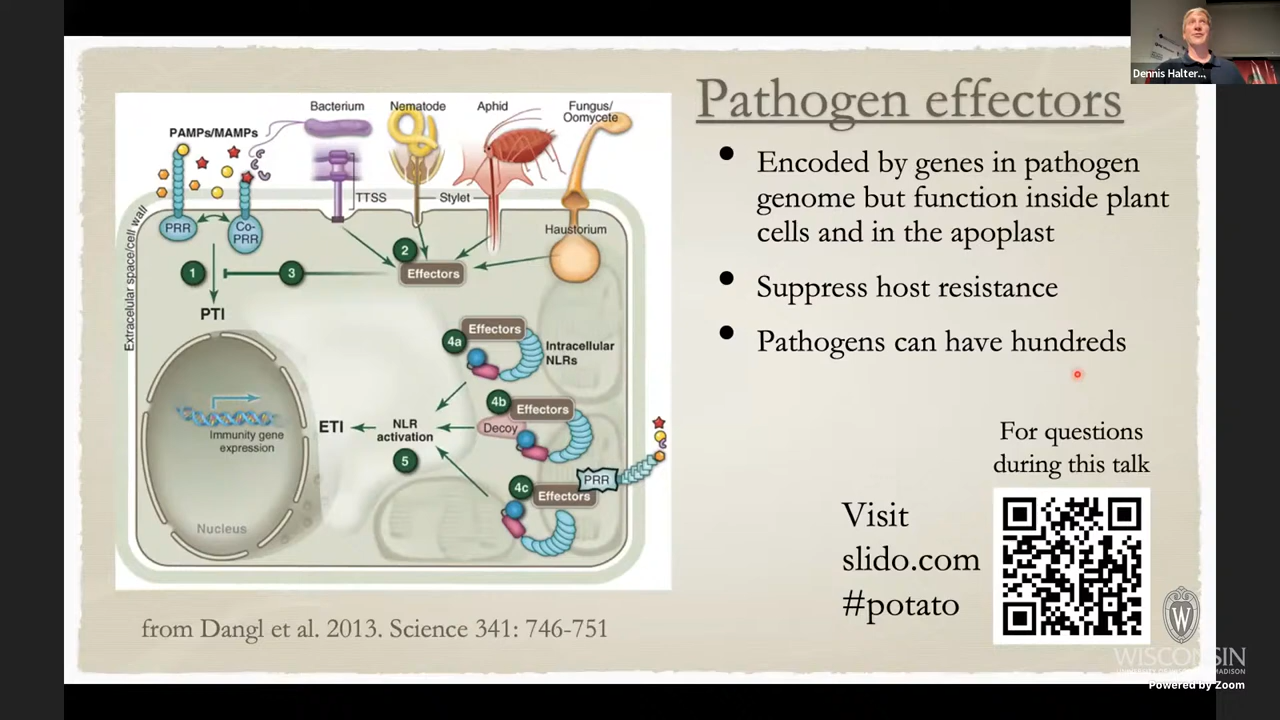 Dennis Halter...
Pathogen effectors
Encoded by genes in pathogen
genome but function inside plant
cells and in the apoplast
Suppress host resistance
Pathogens can have hundreds
For questions
during this talk
Visit
slido.com
#potato
Bacterium
Nematode
Aphid
Fungus/
Oomycete
PAMPs/MAMPs
TTSS
Stylet
Haustorium
PRR
Co-
PRR
Extracellular space/cell wall
1
3
2
Effectors
PTI
4a
Effectors
Intracellular
NLRs
4b
Effectors
Decoy
ETI
NLR
activation
5
4c
Effectors
PRR
Immunity gene
expression
Nucleus
from Dangl et al. 2013. Science 341: 746-751
W
WISCONSIN
Powered by Zoom